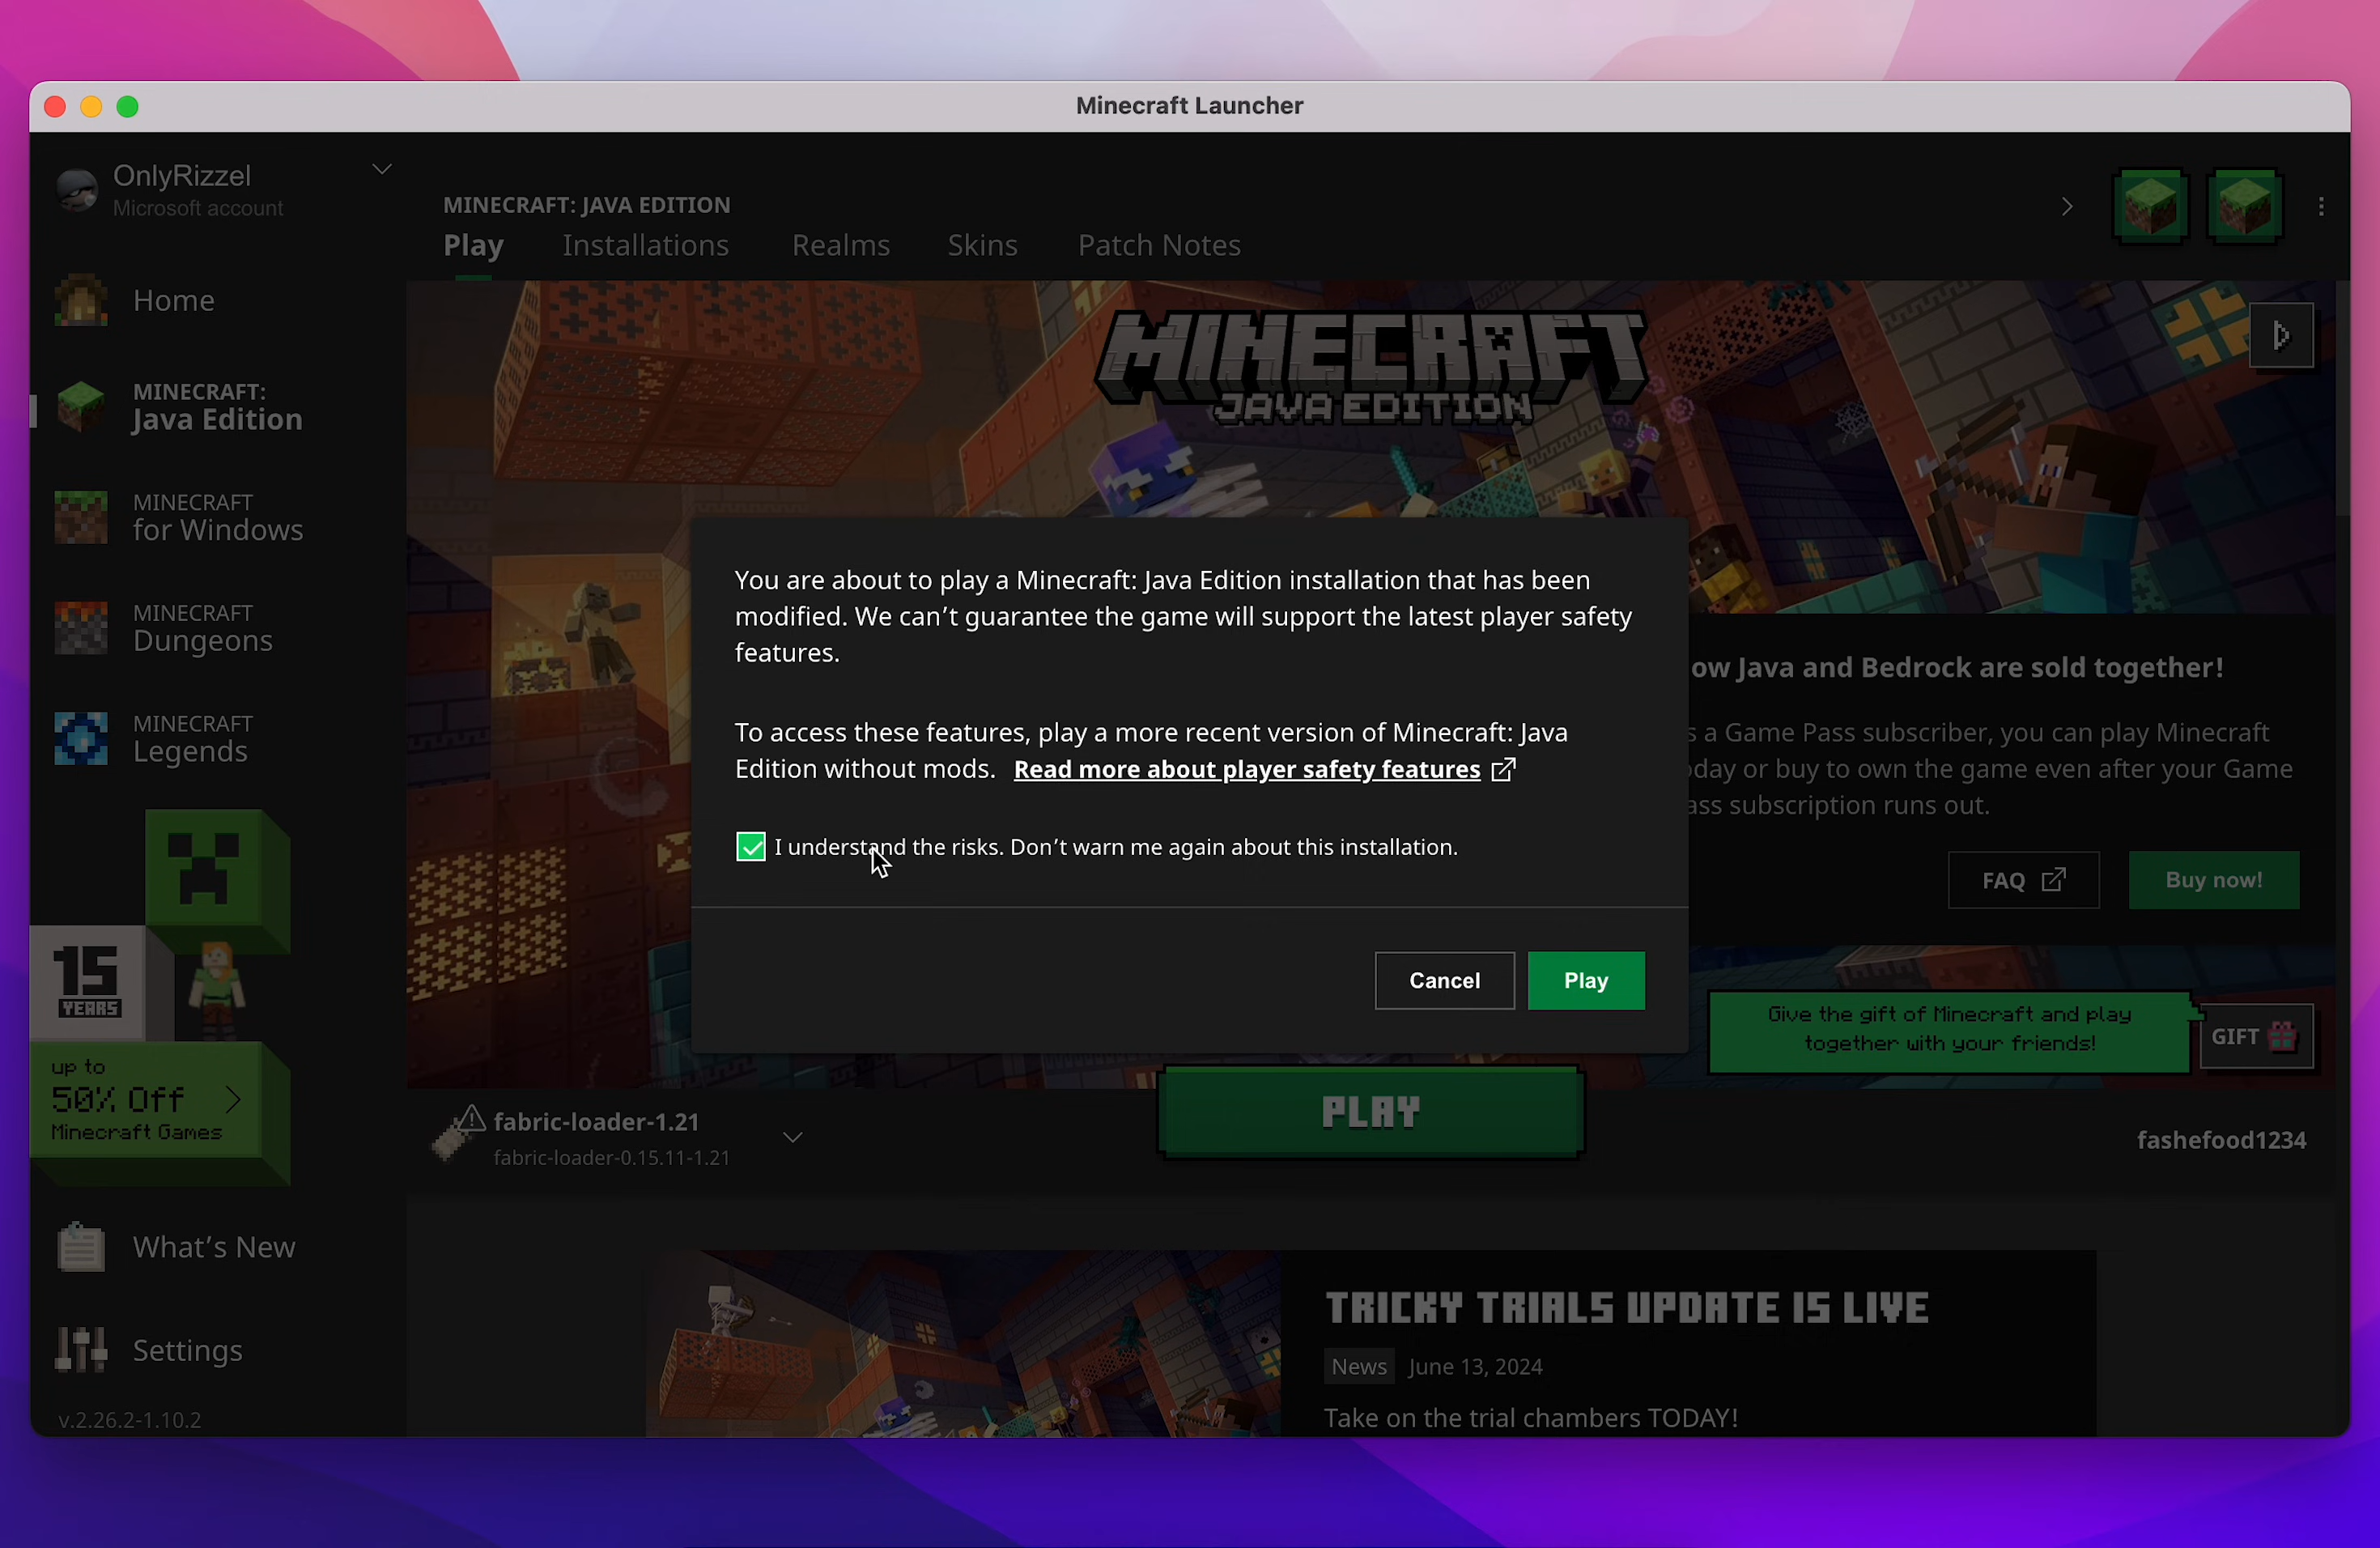 Minecraft Launcher
OnlyRizzel
Microsoft account
MINECRAFT: JAVA EDITION
Play
Installations
Realms
Skins
Patch Notes
Home
MINECRAFT:
Java Edition
MINECRAFT
for Windows
MINECRAFT
Dungeons
MINECRAFT
Legends
15
YEARS
up to
50% Off
Minecraft Games
What's New
Settings
v.2.26.2-1.10.2
MINECRAFT
JAVA EDITION
You are about to play a Minecraft: Java Edition installation that has been
modified. We can't guarantee the game will support the latest player safety
features.
To access these features, play a more recent version of Minecraft: Java
Edition without mods. Read more about player safety features
I understand the risks. Don't warn me again about this installation.
Cancel
Play
ow Java and Bedrock are sold together!
s a Game Pass subscriber, you can play Minecraft
day or buy to own the game even after your Game
ass subscription runs out.
FAQ
Buy now!
Give the gift of Minecraft and play
together with your friends!
GIFT
fabric-loader-1.21
fabric-loader-0.15.11-1.21
PLAY
fashefood1234
TRICKY TRIALS UPDATE IS LIVE
News
June 13, 2024
Take on the trial chambers TODAY!